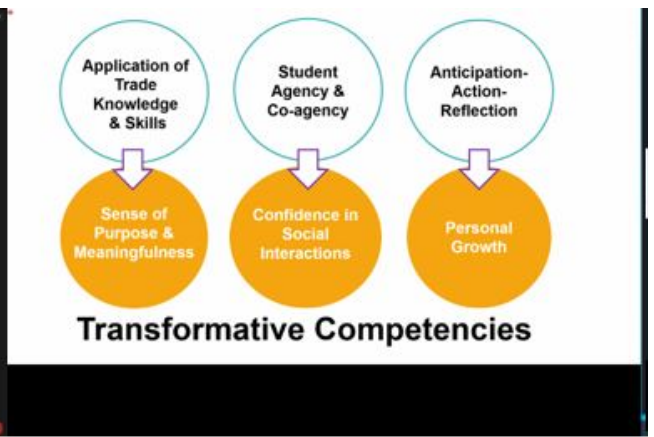 Application of
Trade
Knowledge
& Skills
Student
Agency &
Co-agency
Anticipation-
Action-
Reflection
Sense of
Purpose &
Meaningfulness
Confidence in
Social
Interactions
Personal
Growth
Transformative Competencies